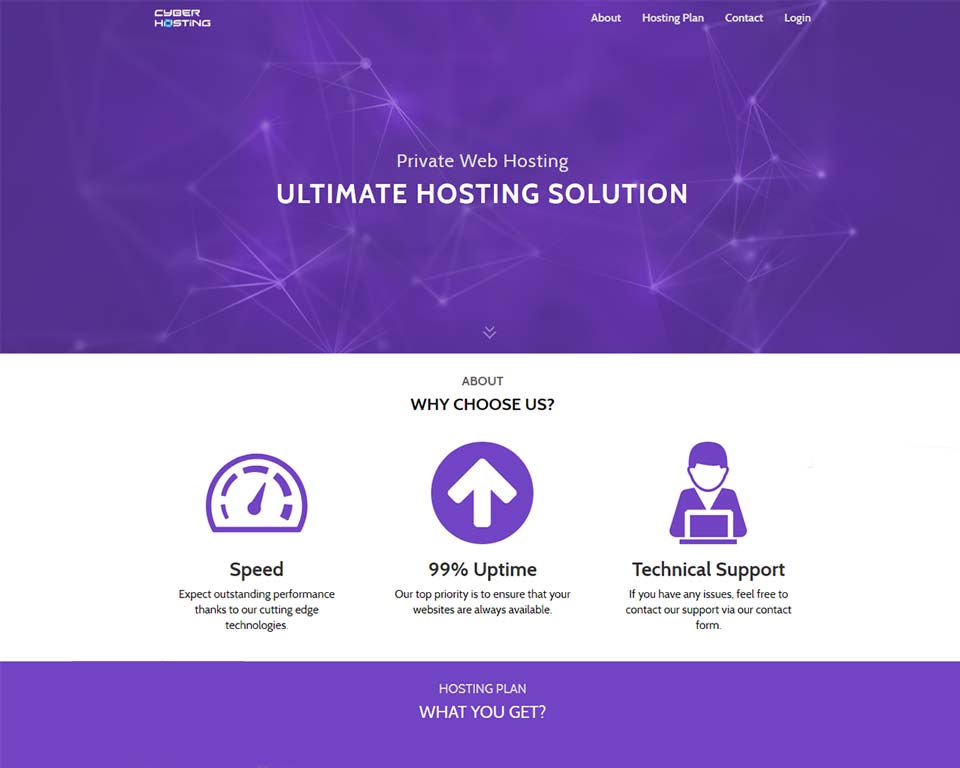 CYBER
HOSTING
About Hosting Plan Contact Login
Private Web Hosting
ULTIMATE HOSTING SOLUTION
ABOUT
WHY CHOOSE US?
Speed
Expect outstanding performance
thanks to our cutting edge
technologies.
99% Uptime
Our top priority is to ensure that your
websites are always available.
Technical Support
If you have any issues, feel free to
contact our support via our contact
form.
HOSTING PLAN
WHAT YOU GET?